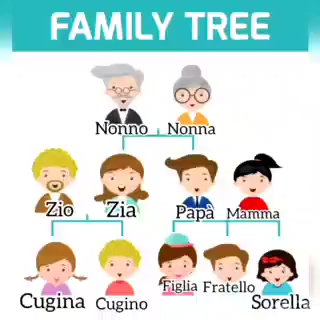 FAMILY TREE
Nonno Nonna
Zio Zia Papà Mamma
Cugina Cugino Figlia Fratello Sorella